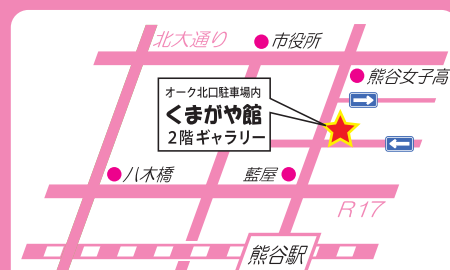 北大通り
市役所
熊谷女子高
オーク北口駐車場内
くまがや館
2階ギャラリー
八木橋
藍屋
R17
熊谷駅